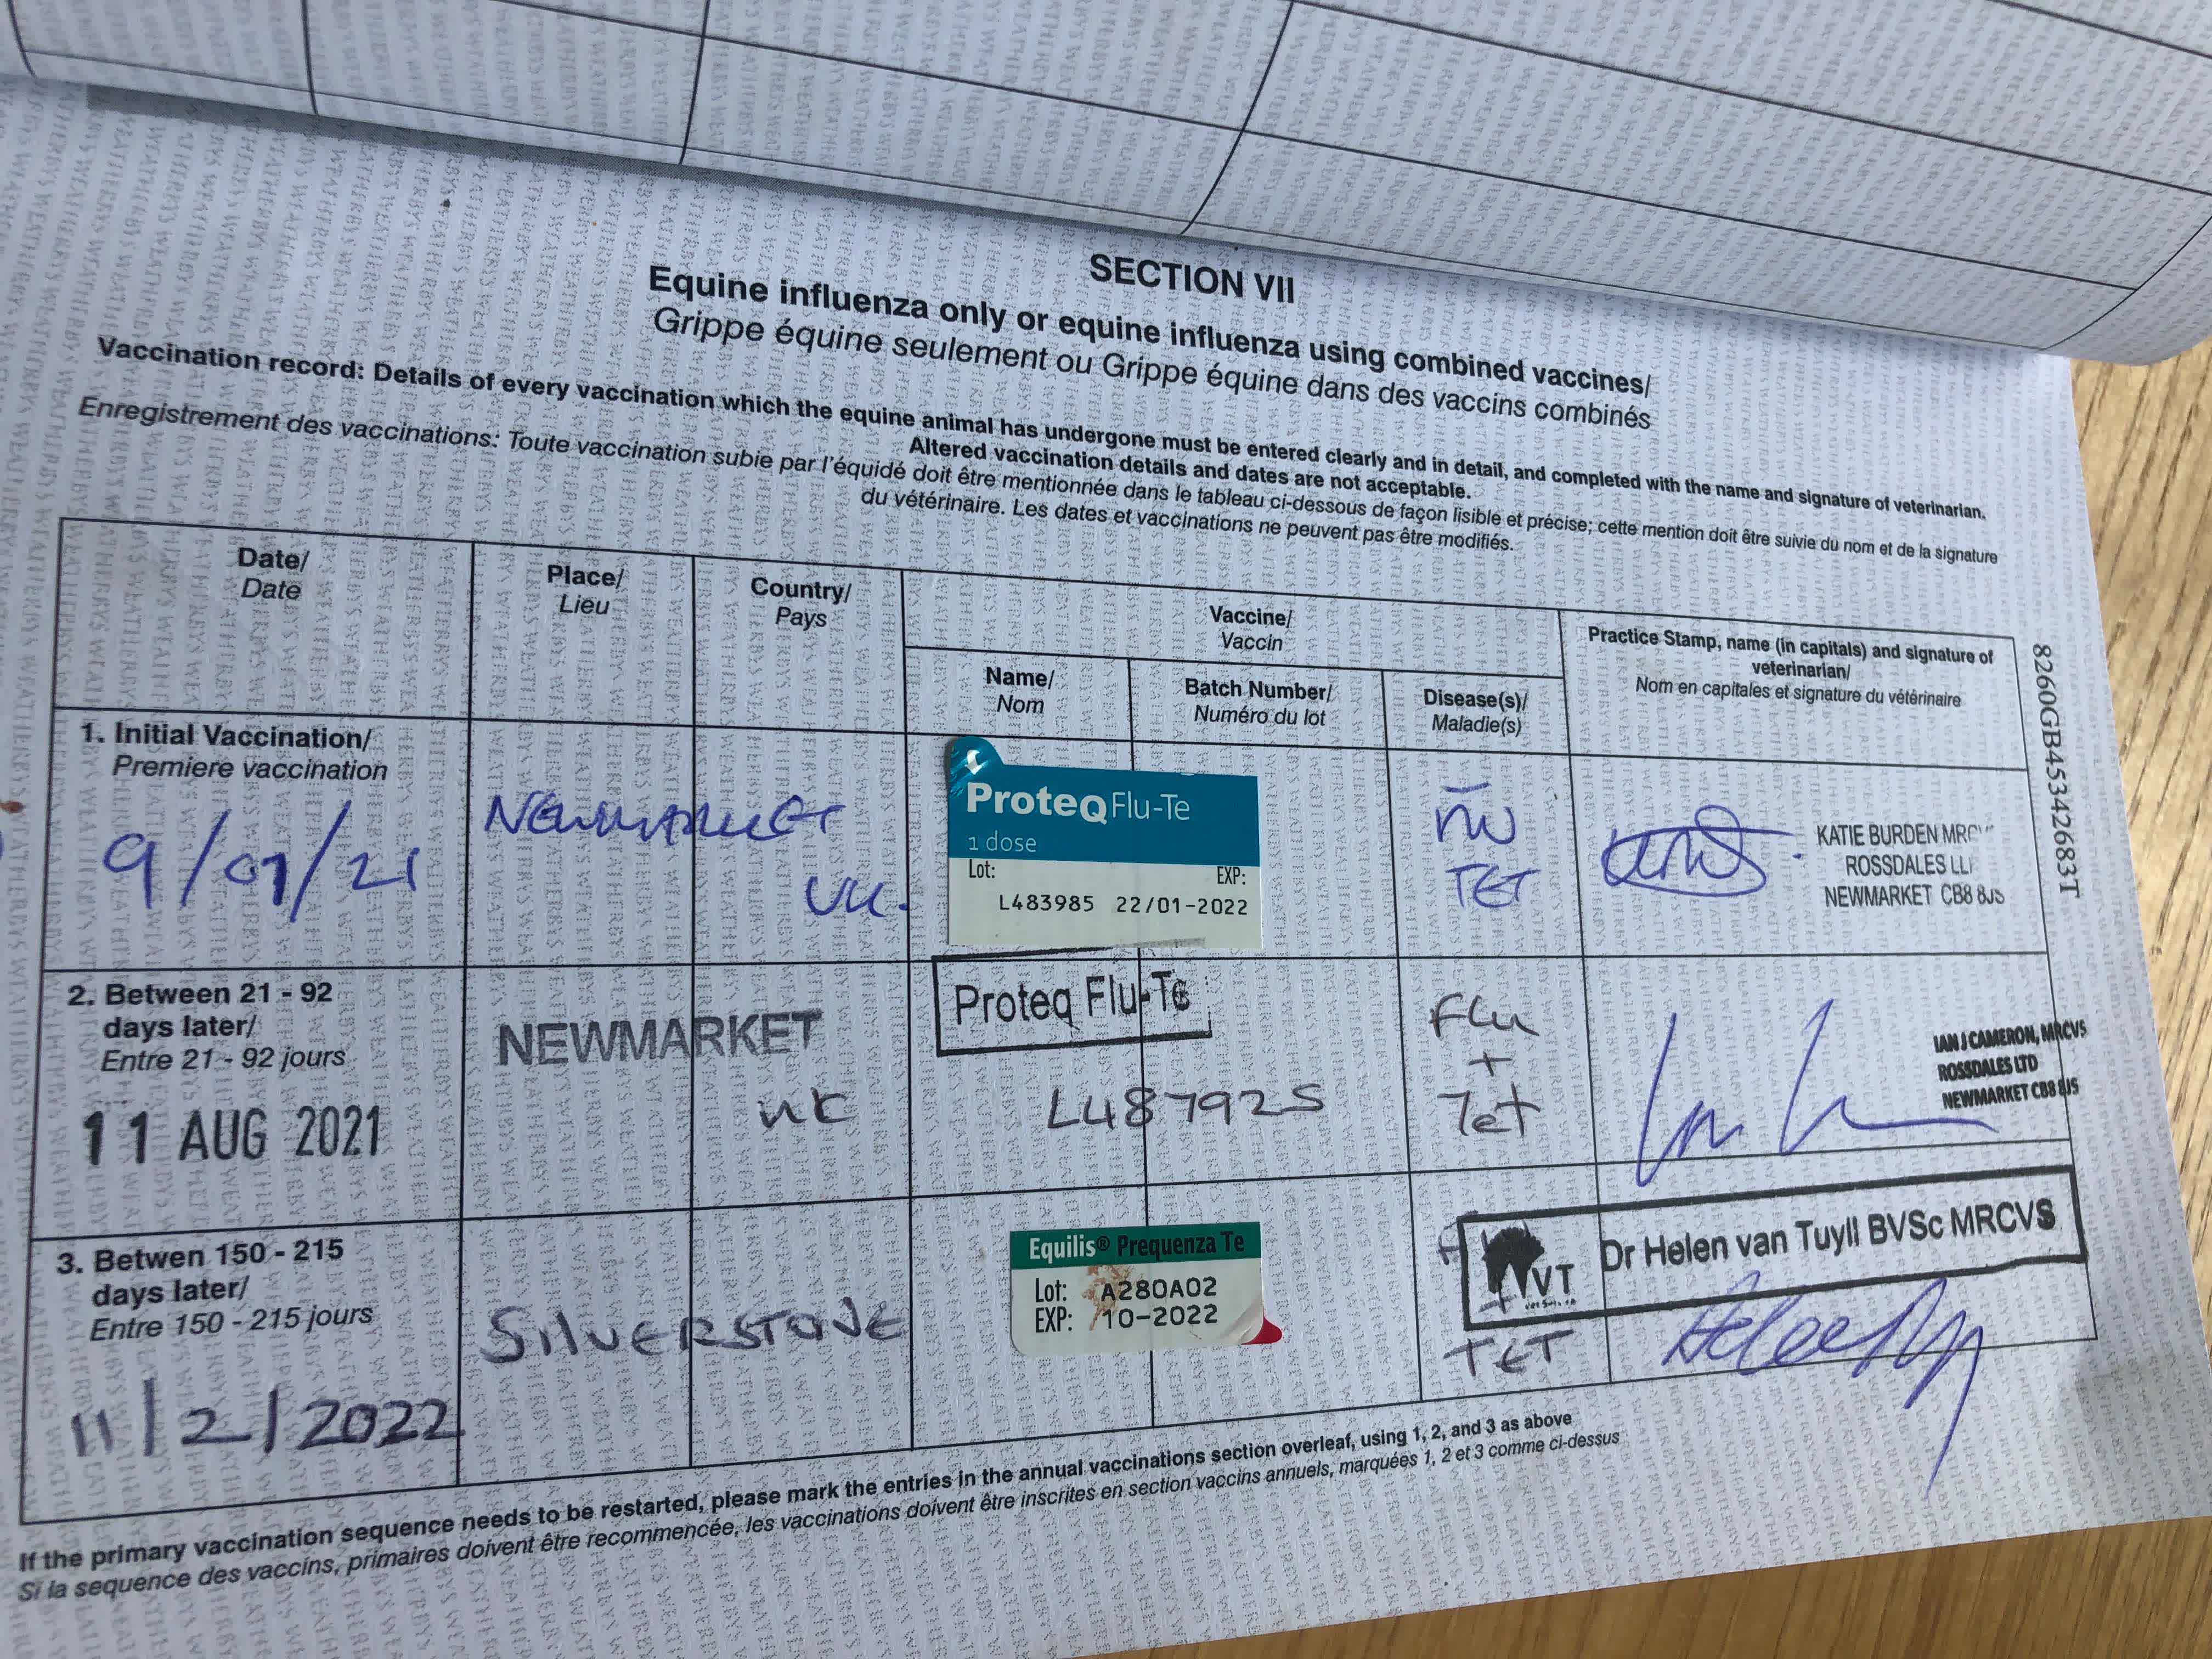 SECTION VII
Equine influenza only or equine influenza using combined vaccines/
Grippe équine seulement ou Grippe équine dans des vaccins combinés
Vaccination record: Details of every vaccination which the equine animal has undergone must be entered clearly and in detail, and completed with the name and signature of veterinarian.
Altered vaccination details and dates are not acceptable.
Enregistrement des vaccinations: Toute vaccination subie par l'équidé doit être mentionnée dans le tableau ci-dessous de façon lisible et précise; cette mention doit être suivie du nom et de la signature
du vétérinaire. Les dates et vaccinations ne peuvent pas être modifiés.
Date/
Date
Place/
Lieu
Country/
Pays
Vaccine/
Vaccin
Name/
Nom
Batch Number/
Numéro du lot
Disease(s)/
Maladie(s)
Practice Stamp, name (in capitals) and signature of
veterinarian/
Nom en capitales et signature du vétérinaire
8260GB45342683T
1. Initial Vaccination/
Premiere vaccination
9/07/21
NEWMARKET
UK.
ProteqFlu-Te
1 dose
Lot:
EXP:
L483985 22/01-2022
TET
KATIE BURDEN
ROSSDALES
NEWMARKET CB8 8JS
2. Between 21 - 92
days later/
Entre 21 - 92 jours
11 AUG 2021
NEWMARKET
UK
Proteq Flu-Te
L487925
Flu
+
Tet
IAN J CAMERON, MRCVS
ROSSDALES LTD
NEWMARKET CB8 8JS
3. Betwen 150 - 215
days later/
Entre 150 - 215 jours
11/2/2022
SILVERSTONE
Equilis® Prequenza Te
Lot: A280A02
EXP: 10-2022
TET
VT
Dr Helen van Tuyll BVSc MRCVS
If the primary vaccination sequence needs to be restarted, please mark the entries in the annual vaccinations section overleaf, using 1, 2, and 3 as above
Si la sequence des vaccins, primaires doivent être recommencée, les vaccinations doivent être inscrites en section vaccins annuels, marquées 1, 2 et 3 comme ci-dessus